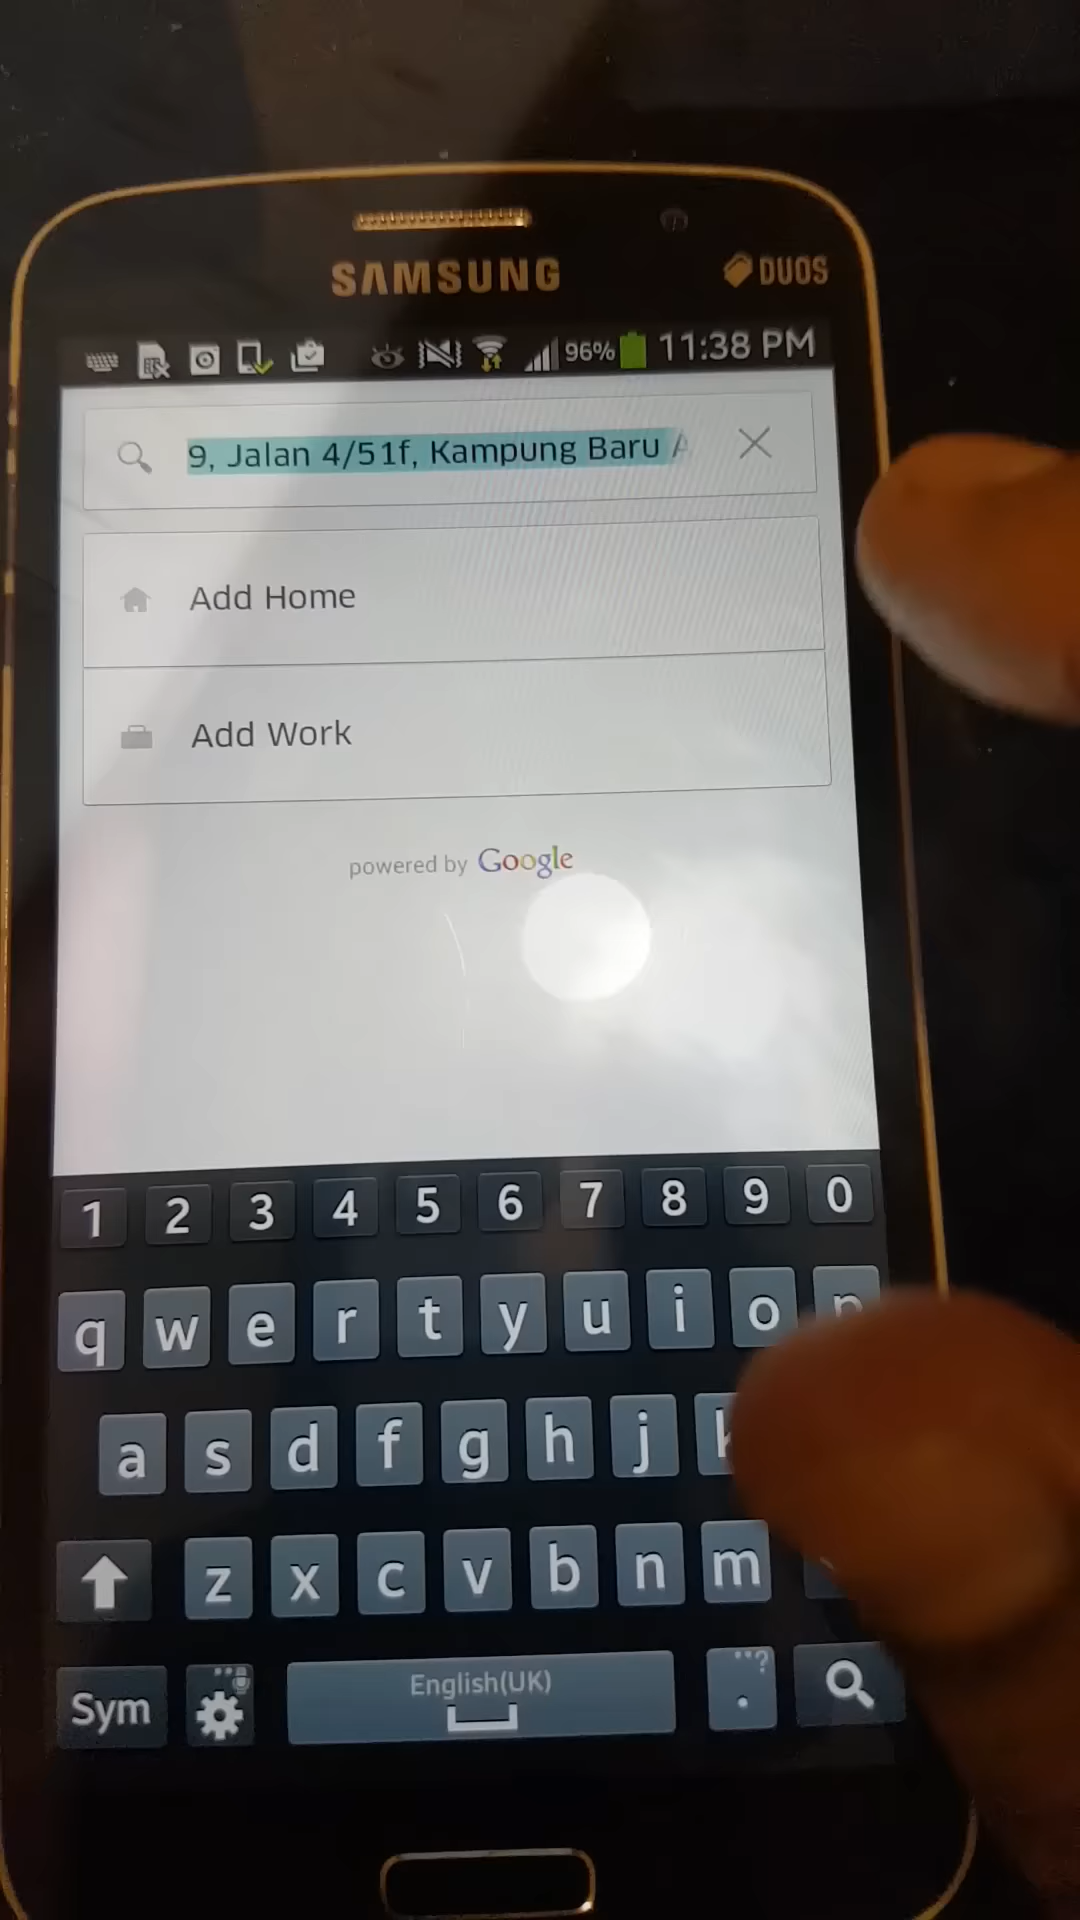 SAMSUNG
DUOS
96% 11:38 PM
9, Jalan 4/51f, Kampung Baru A
Add Home
Add Work
powered by Google
1 2 3 4 5 6 7 8 9 0
q w e r t y u i o p
a s d f g h j k
z x c v b n m
English(UK)
Sym . ?